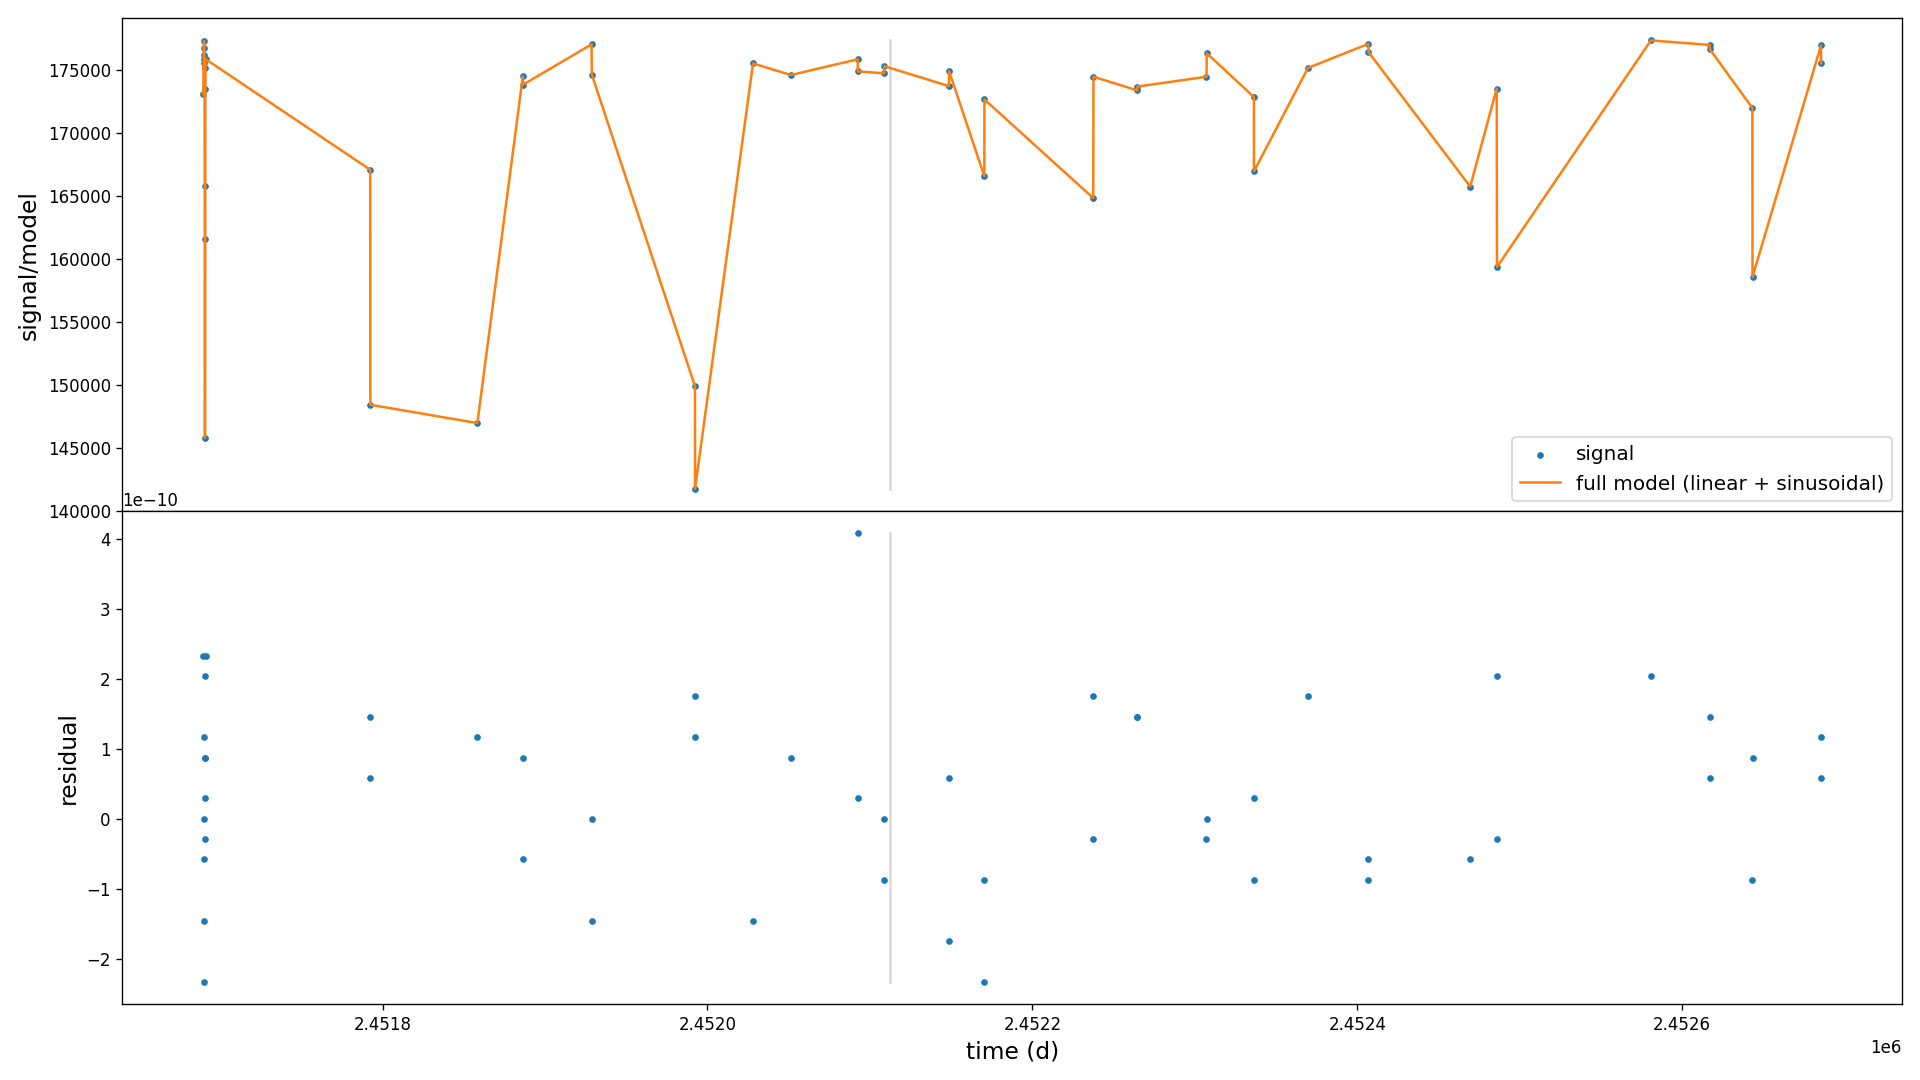 signal/model
175000
170000
165000
160000
155000
150000
145000
140000
signal
full model (linear + sinusoidal)
1e−10
residual
4
3
2
1
0
−1
−2
2.4518
2.4520
2.4522
2.4524
2.4526
time (d)
1e6